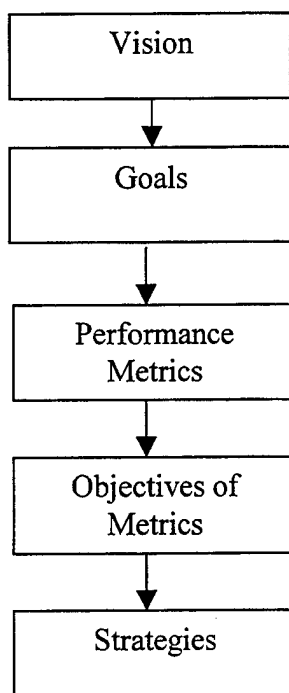 Vision
Goals
Performance
Metrics
Objectives of
Metrics
Strategies